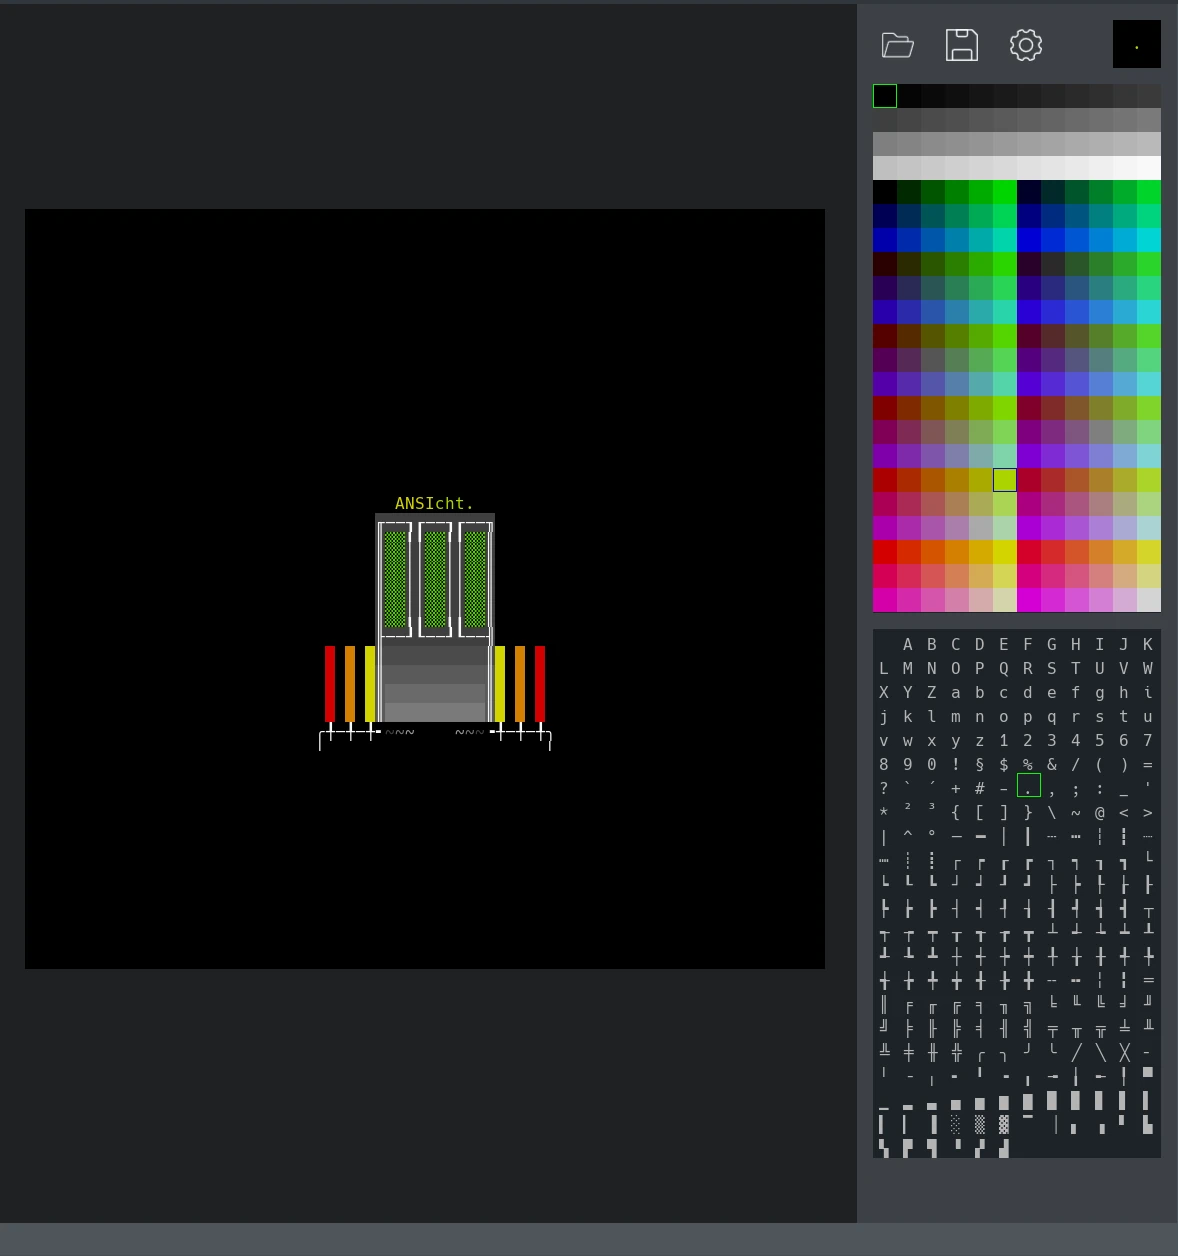 .
ANSIcht.
A B C D E F G H I J K
L M N O P Q R S T U V W
X Y Z a b c d e f g h i
j k l m n o p q r s t u
v w x y z 1 2 3 4 5 6 7
8 9 0 ! § $ % & / ( ) =
? ` ´ + # - . , ; : _ '
* ² ³ { [ ] } \ ~ @ < >
| ^ °